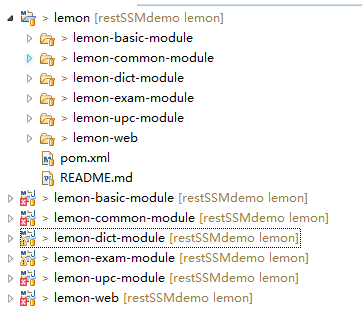 > lemon [restSSMdemo lemon]
> lemon-basic-module
> lemon-common-module
> lemon-dict-module
> lemon-exam-module
> lemon-upc-module
> lemon-web
pom.xml
README.md
> lemon-basic-module [restSSMdemo lemon]
> lemon-common-module [restSSMdemo lemon]
> lemon-dict-module [restSSMdemo lemon]
> lemon-exam-module [restSSMdemo lemon]
> lemon-upc-module [restSSMdemo lemon]
> lemon-web [restSSMdemo lemon]